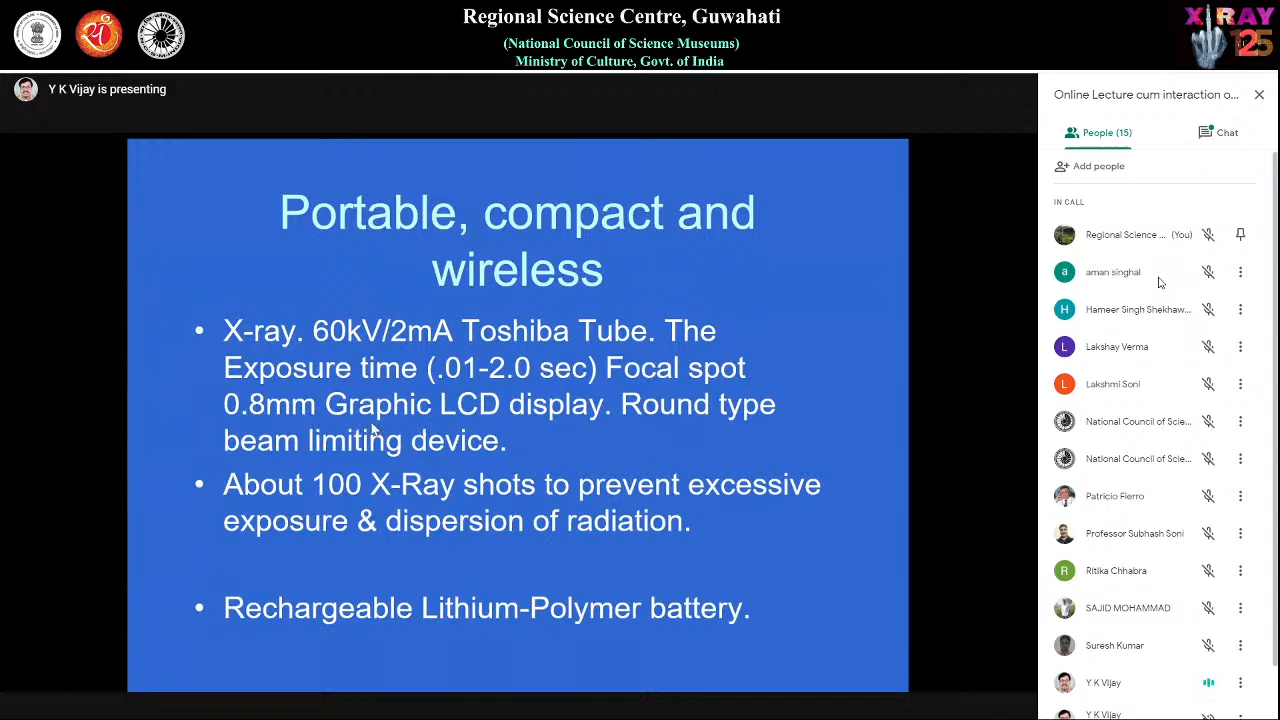 Regional Science Centre, Guwahati
(National Council of Science Museums)
Ministry of Culture, Govt. of India
X RAY
125
YEARS
Y K Vijay is presenting
Portable, compact and
wireless
• X-ray. 60kV/2mA Toshiba Tube. The
Exposure time (.01-2.0 sec) Focal spot
0.8mm Graphic LCD display. Round type
beam limiting device.
• About 100 X-Ray shots to prevent excessive
exposure & dispersion of radiation.
• Rechargeable Lithium-Polymer battery.
Online Lecture cum interaction o...
People (15)
Chat
Add people
IN CALL
Regional Science ... (You)
a aman singhal
H Hameer Singh Shekhaw...
L Lakshay Verma
L Lakshmi Soni
National Council of Scie...
National Council of Scie...
Patricio Fierro
Professor Subhash Soni
R Ritika Chhabra
SAJID MOHAMMAD
Suresh Kumar
Y K Vijay
Y K Vijay